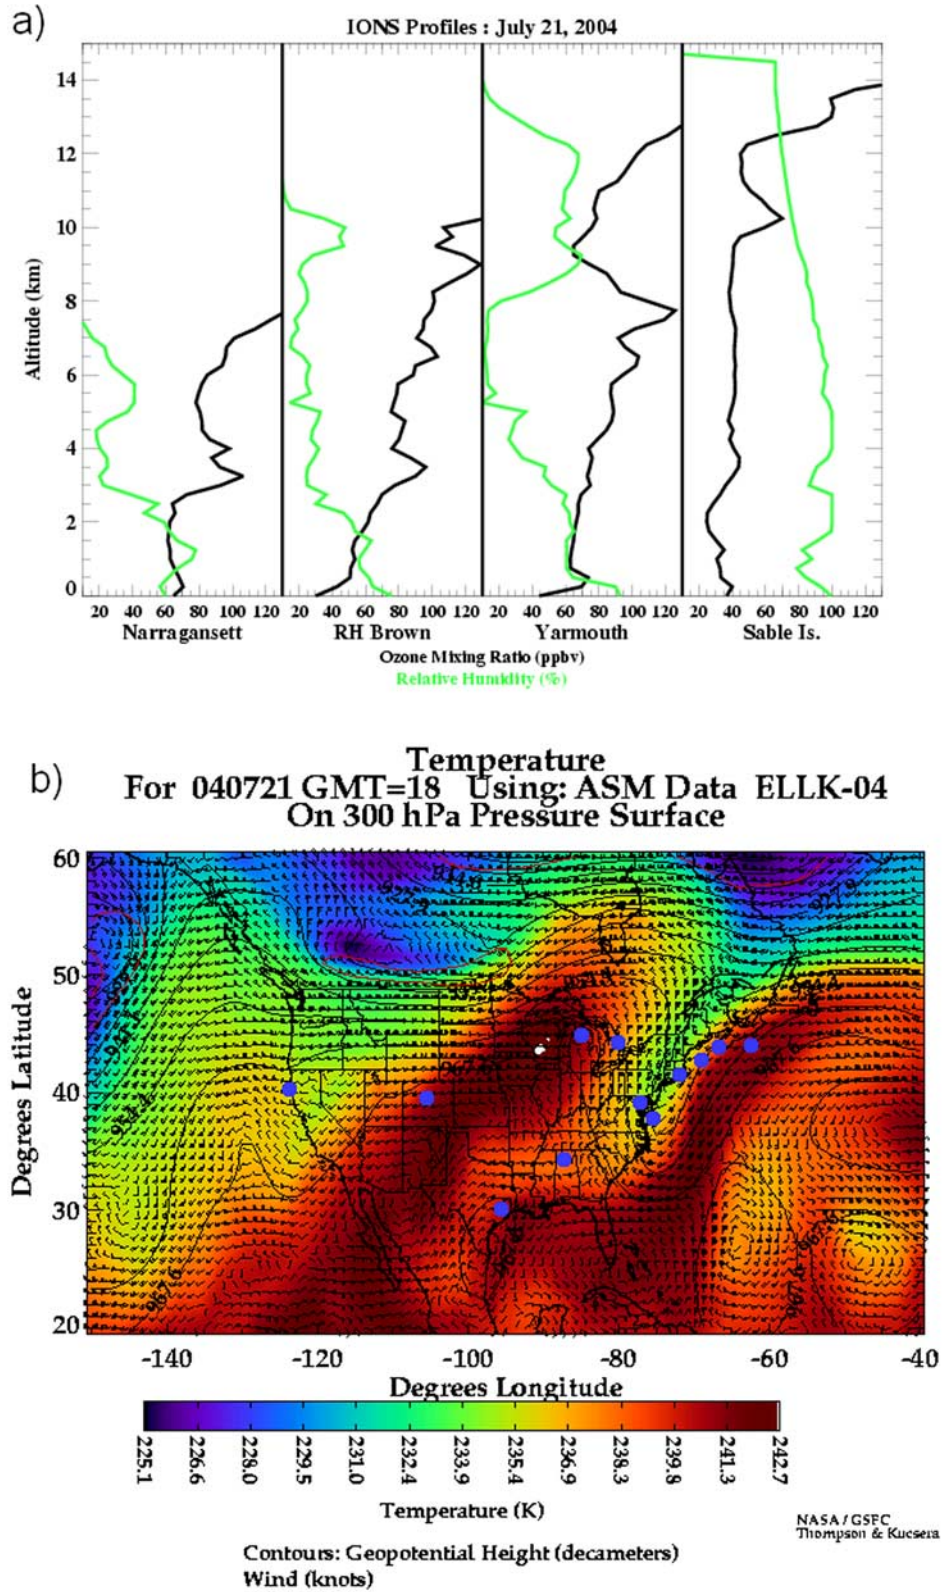 a)
IONS Profiles : July 21, 2004
14
12
10
8
6
4
2
0
Altitude (km)
20 40 60 80 100 120 20 40 60 80 100 120 20 40 60 80 100 120 20 40 60 80 100 120
Narragansett RH Brown Yarmouth Sable Is.
Ozone Mixing Ratio (ppbv)
Relative Humidity (%)
b)
Temperature
For 040721 GMT=18 Using: ASM Data ELLK-04
On 300 hPa Pressure Surface
60
50
40
30
20
Degrees Latitude
967.6
967.6
-140 -120 -100 -80 -60 -40
Degrees Longitude
225.1 226.6 228.0 229.5 231.0 232.4 233.9 235.4 236.9 238.3 239.8 241.3 242.7
Temperature (K)
NASA/GSFC
Thompson & Kucsera
Contours: Geopotential Height (decameters)
Wind (knots)